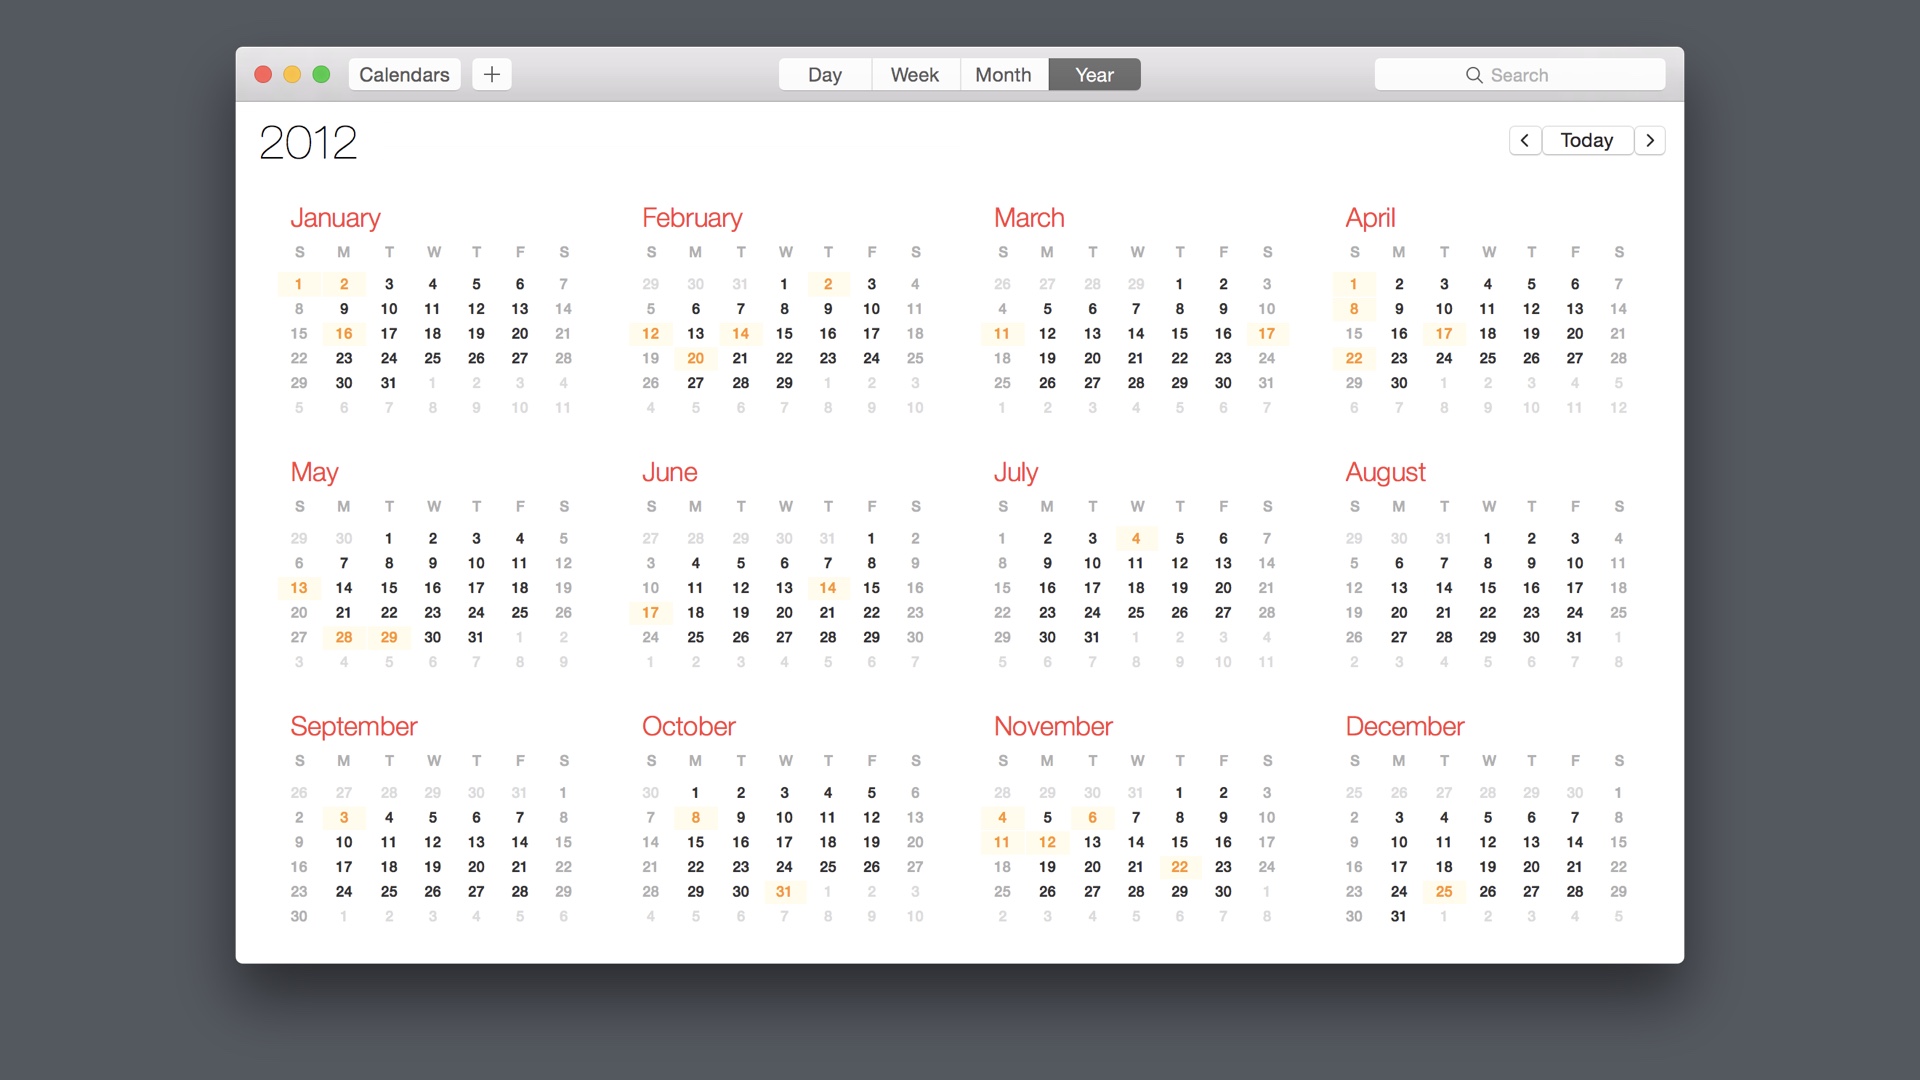 Calendars + Day Week Month Year Search
2012
< Today >
January February March April
S M T W T F S S M T W T F S S M T W T F S S M T W T F S
1 2 3 4 5 6 7 29 30 31 1 2 3 4 26 27 28 29 1 2 3 1 2 3 4 5 6 7
8 9 10 11 12 13 14 5 6 7 8 9 10 11 4 5 6 7 8 9 10 8 9 10 11 12 13 14
15 16 17 18 19 20 21 12 13 14 15 16 17 18 11 12 13 14 15 16 17 15 16 17 18 19 20 21
22 23 24 25 26 27 28 19 20 21 22 23 24 25 18 19 20 21 22 23 24 22 23 24 25 26 27 28
29 30 31 1 2 3 4 26 27 28 29 1 2 3 25 26 27 28 29 30 31 29 30 1 2 3 4 5
5 6 7 8 9 10 11 4 5 6 7 8 9 10 1 2 3 4 5 6 7 6 7 8 9 10 11 12
May June July August
S M T W T F S S M T W T F S S M T W T F S S M T W T F S
29 30 1 2 3 4 5 27 28 29 30 31 1 2 1 2 3 4 5 6 7 29 30 31 1 2 3 4
6 7 8 9 10 11 12 3 4 5 6 7 8 9 8 9 10 11 12 13 14 5 6 7 8 9 10 11
13 14 15 16 17 18 19 10 11 12 13 14 15 16 15 16 17 18 19 20 21 12 13 14 15 16 17 18
20 21 22 23 24 25 26 17 18 19 20 21 22 23 22 23 24 25 26 27 28 19 20 21 22 23 24 25
27 28 29 30 31 1 2 24 25 26 27 28 29 30 29 30 31 1 2 3 4 26 27 28 29 30 31 1
3 4 5 6 7 8 9 1 2 3 4 5 6 7 5 6 7 8 9 10 11 2 3 4 5 6 7 8
September October November December
S M T W T F S S M T W T F S S M T W T F S S M T W T F S
26 27 28 29 30 31 1 30 1 2 3 4 5 6 28 29 30 31 1 2 3 25 26 27 28 29 30 1
2 3 4 5 6 7 8 7 8 9 10 11 12 13 4 5 6 7 8 9 10 2 3 4 5 6 7 8
9 10 11 12 13 14 15 14 15 16 17 18 19 20 11 12 13 14 15 16 17 9 10 11 12 13 14 15
16 17 18 19 20 21 22 21 22 23 24 25 26 27 18 19 20 21 22 23 24 16 17 18 19 20 21 22
23 24 25 26 27 28 29 28 29 30 31 1 2 3 25 26 27 28 29 30 1 23 24 25 26 27 28 29
30 1 2 3 4 5 6 4 5 6 7 8 9 10 2 3 4 5 6 7 8 30 31 1 2 3 4 5